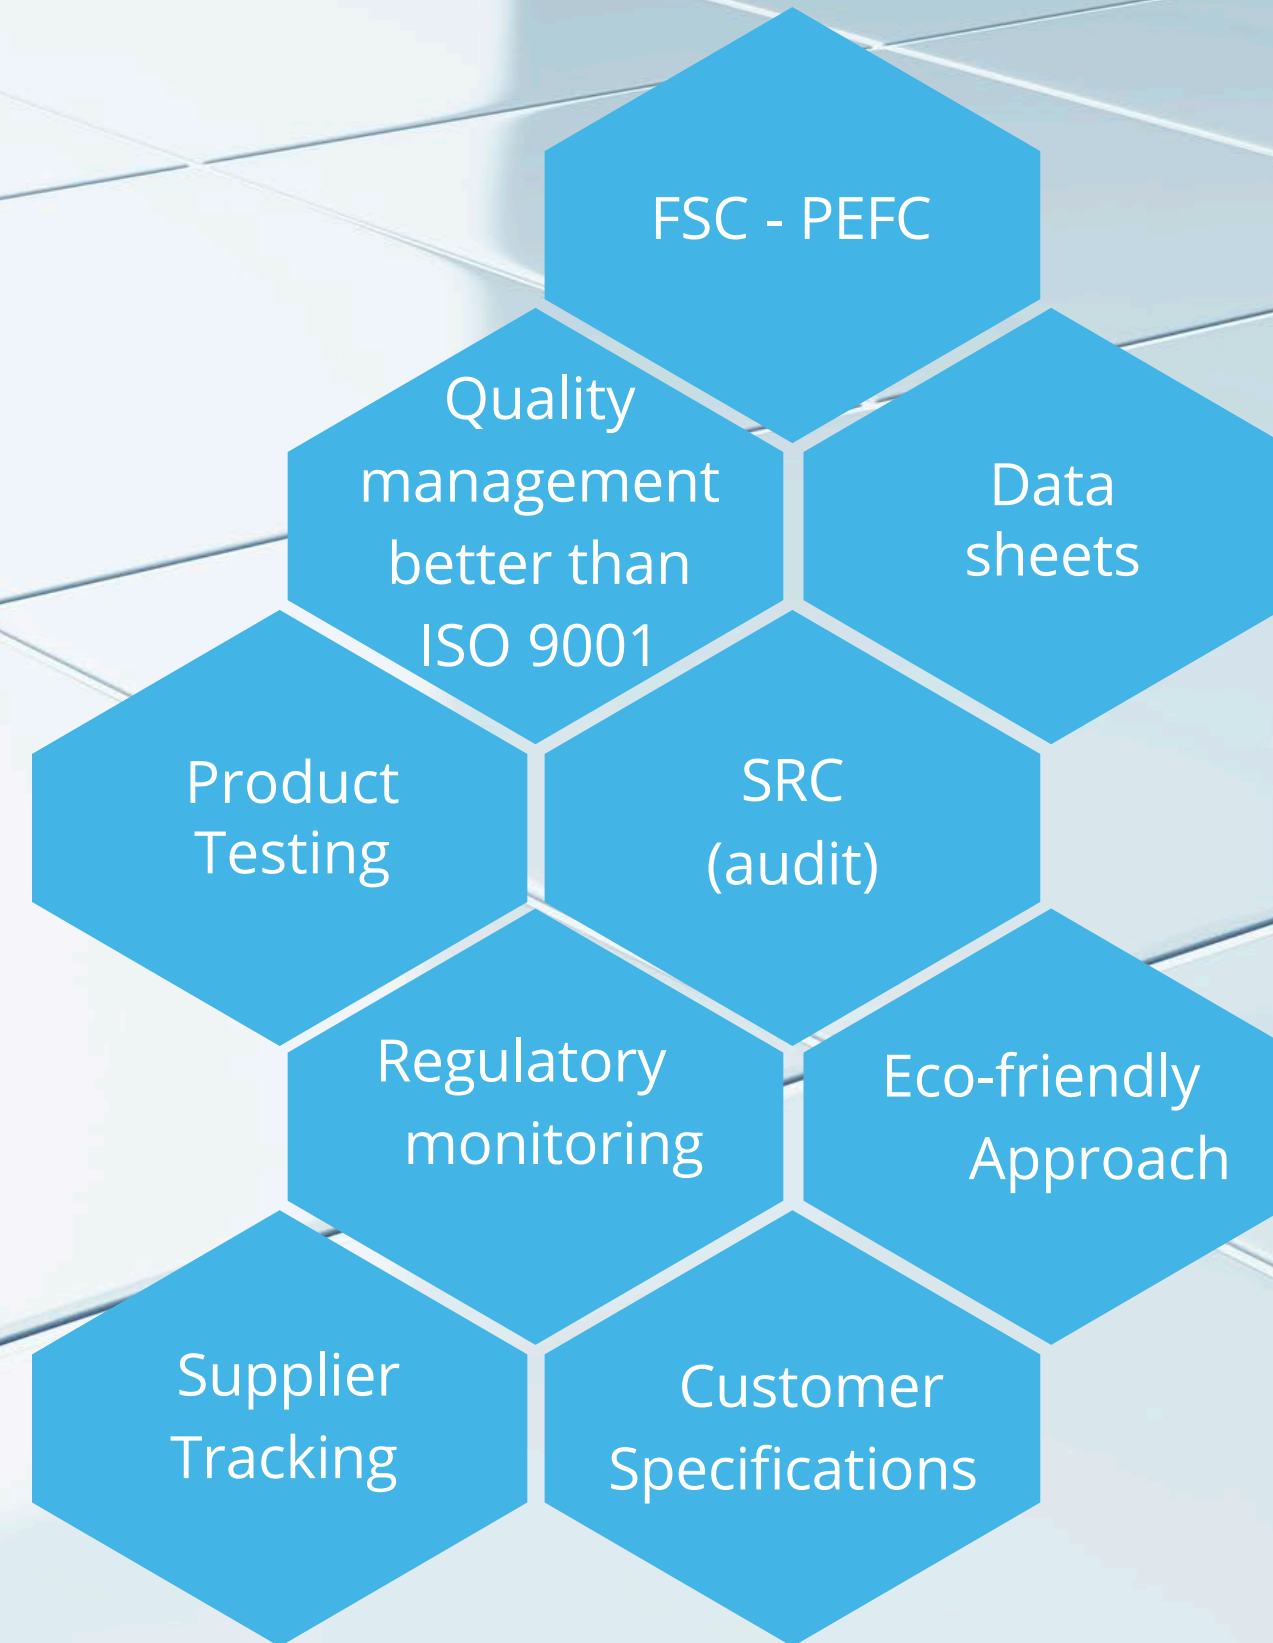 FSC - PEFC
Quality
management
better than
ISO 9001
Data
sheets
Product
Testing
SRC
(audit)
Regulatory
monitoring
Eco-friendly
Approach
Supplier
Tracking
Customer
Specifications